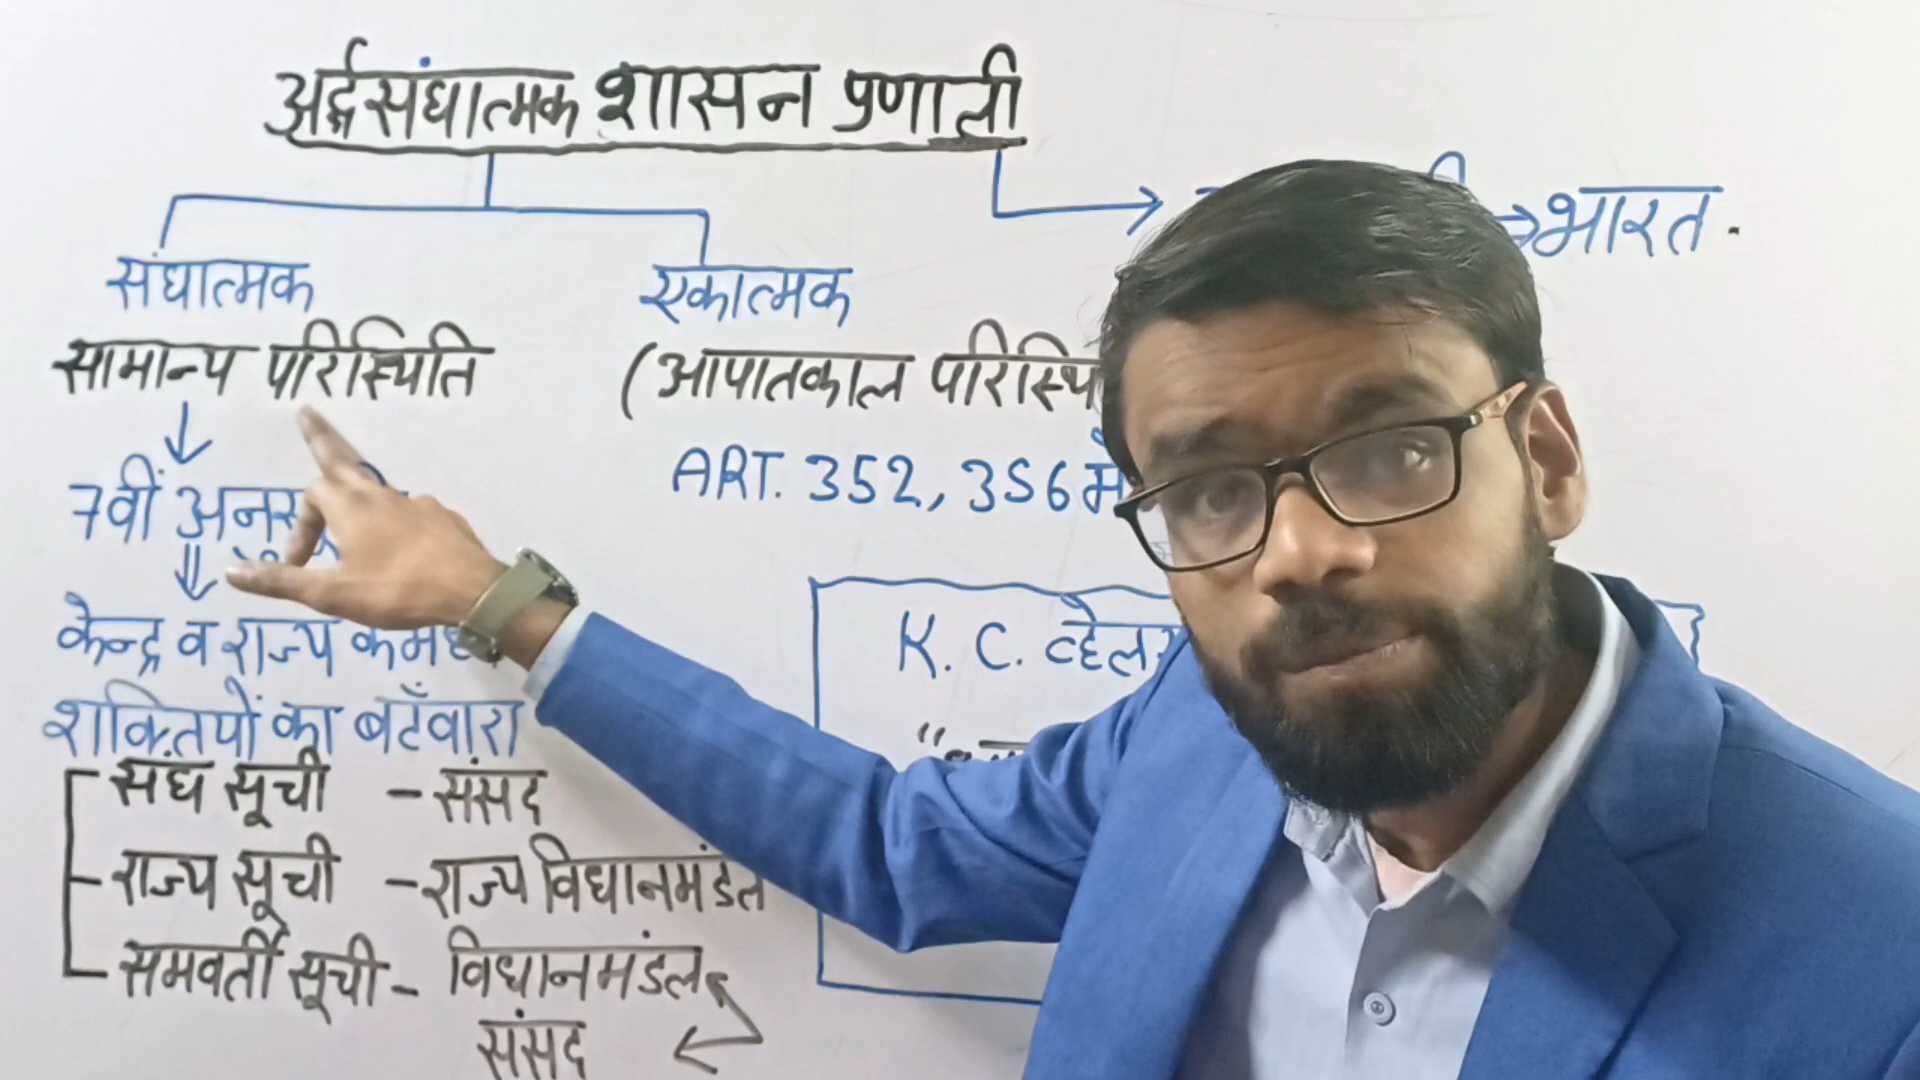 अर्द्धसंघात्मक शासन प्रणाली
→ भारत.
संघात्मक
एकात्मक
सामान्य परिस्थिति
(आपातकाल
ART. 352, 356 में
7वीं
केन्द्र व राज्य के मध्य
शक्तियों का बटँवारा
K. C.
संघ सूची - संसद
राज्य सूची - राज्य विधानमंडल
समवर्ती सूची - विधानमंडल
संसद